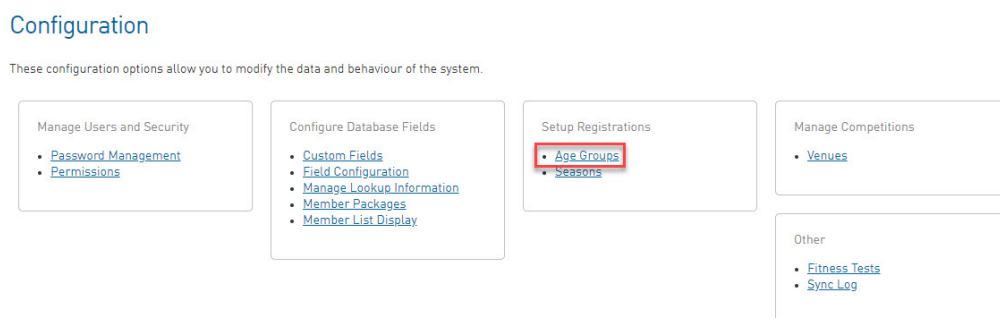 Configuration
These configuration options allow you to modify the data and behaviour of the system.
Manage Users and Security
Password Management
Permissions
Configure Database Fields
Custom Fields
Field Configuration
Manage Lookup Information
Member Packages
Member List Display
Setup Registrations
Age Groups
Seasons
Manage Competitions
Venues
Other
Fitness Tests
Sync Log